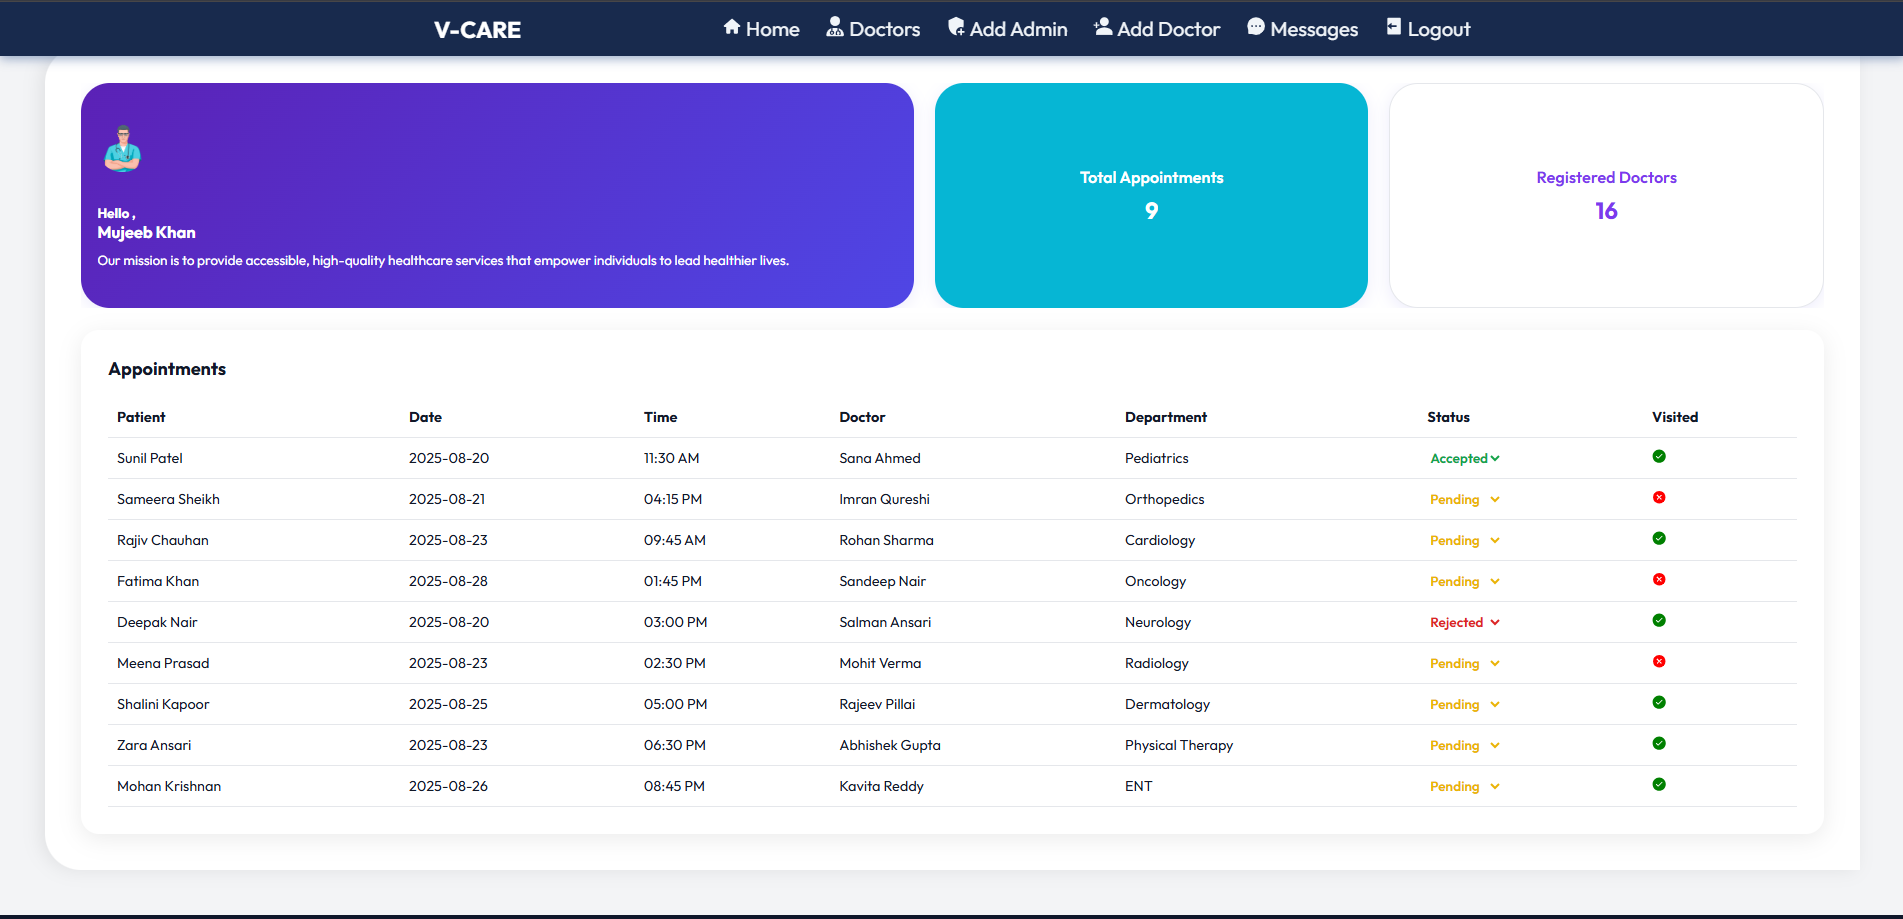 V-CARE Home Doctors Add Admin Add Doctor Messages Logout
Hello ,
Mujeeb Khan
Our mission is to provide accessible, high-quality healthcare services that empower individuals to lead healthier lives.
Total Appointments
9
Registered Doctors
16
Appointments
Patient Date Time Doctor Department Status Visited
Sunil Patel 2025-08-20 11:30 AM Sana Ahmed Pediatrics Accepted
Sameera Sheikh 2025-08-21 04:15 PM Imran Qureshi Orthopedics Pending
Rajiv Chauhan 2025-08-23 09:45 AM Rohan Sharma Cardiology Pending
Fatima Khan 2025-08-28 01:45 PM Sandeep Nair Oncology Pending
Deepak Nair 2025-08-20 03:00 PM Salman Ansari Neurology Rejected
Meena Prasad 2025-08-23 02:30 PM Mohit Verma Radiology Pending
Shalini Kapoor 2025-08-25 05:00 PM Rajeev Pillai Dermatology Pending
Zara Ansari 2025-08-23 06:30 PM Abhishek Gupta Physical Therapy Pending
Mohan Krishnan 2025-08-26 08:45 PM Kavita Reddy ENT Pending